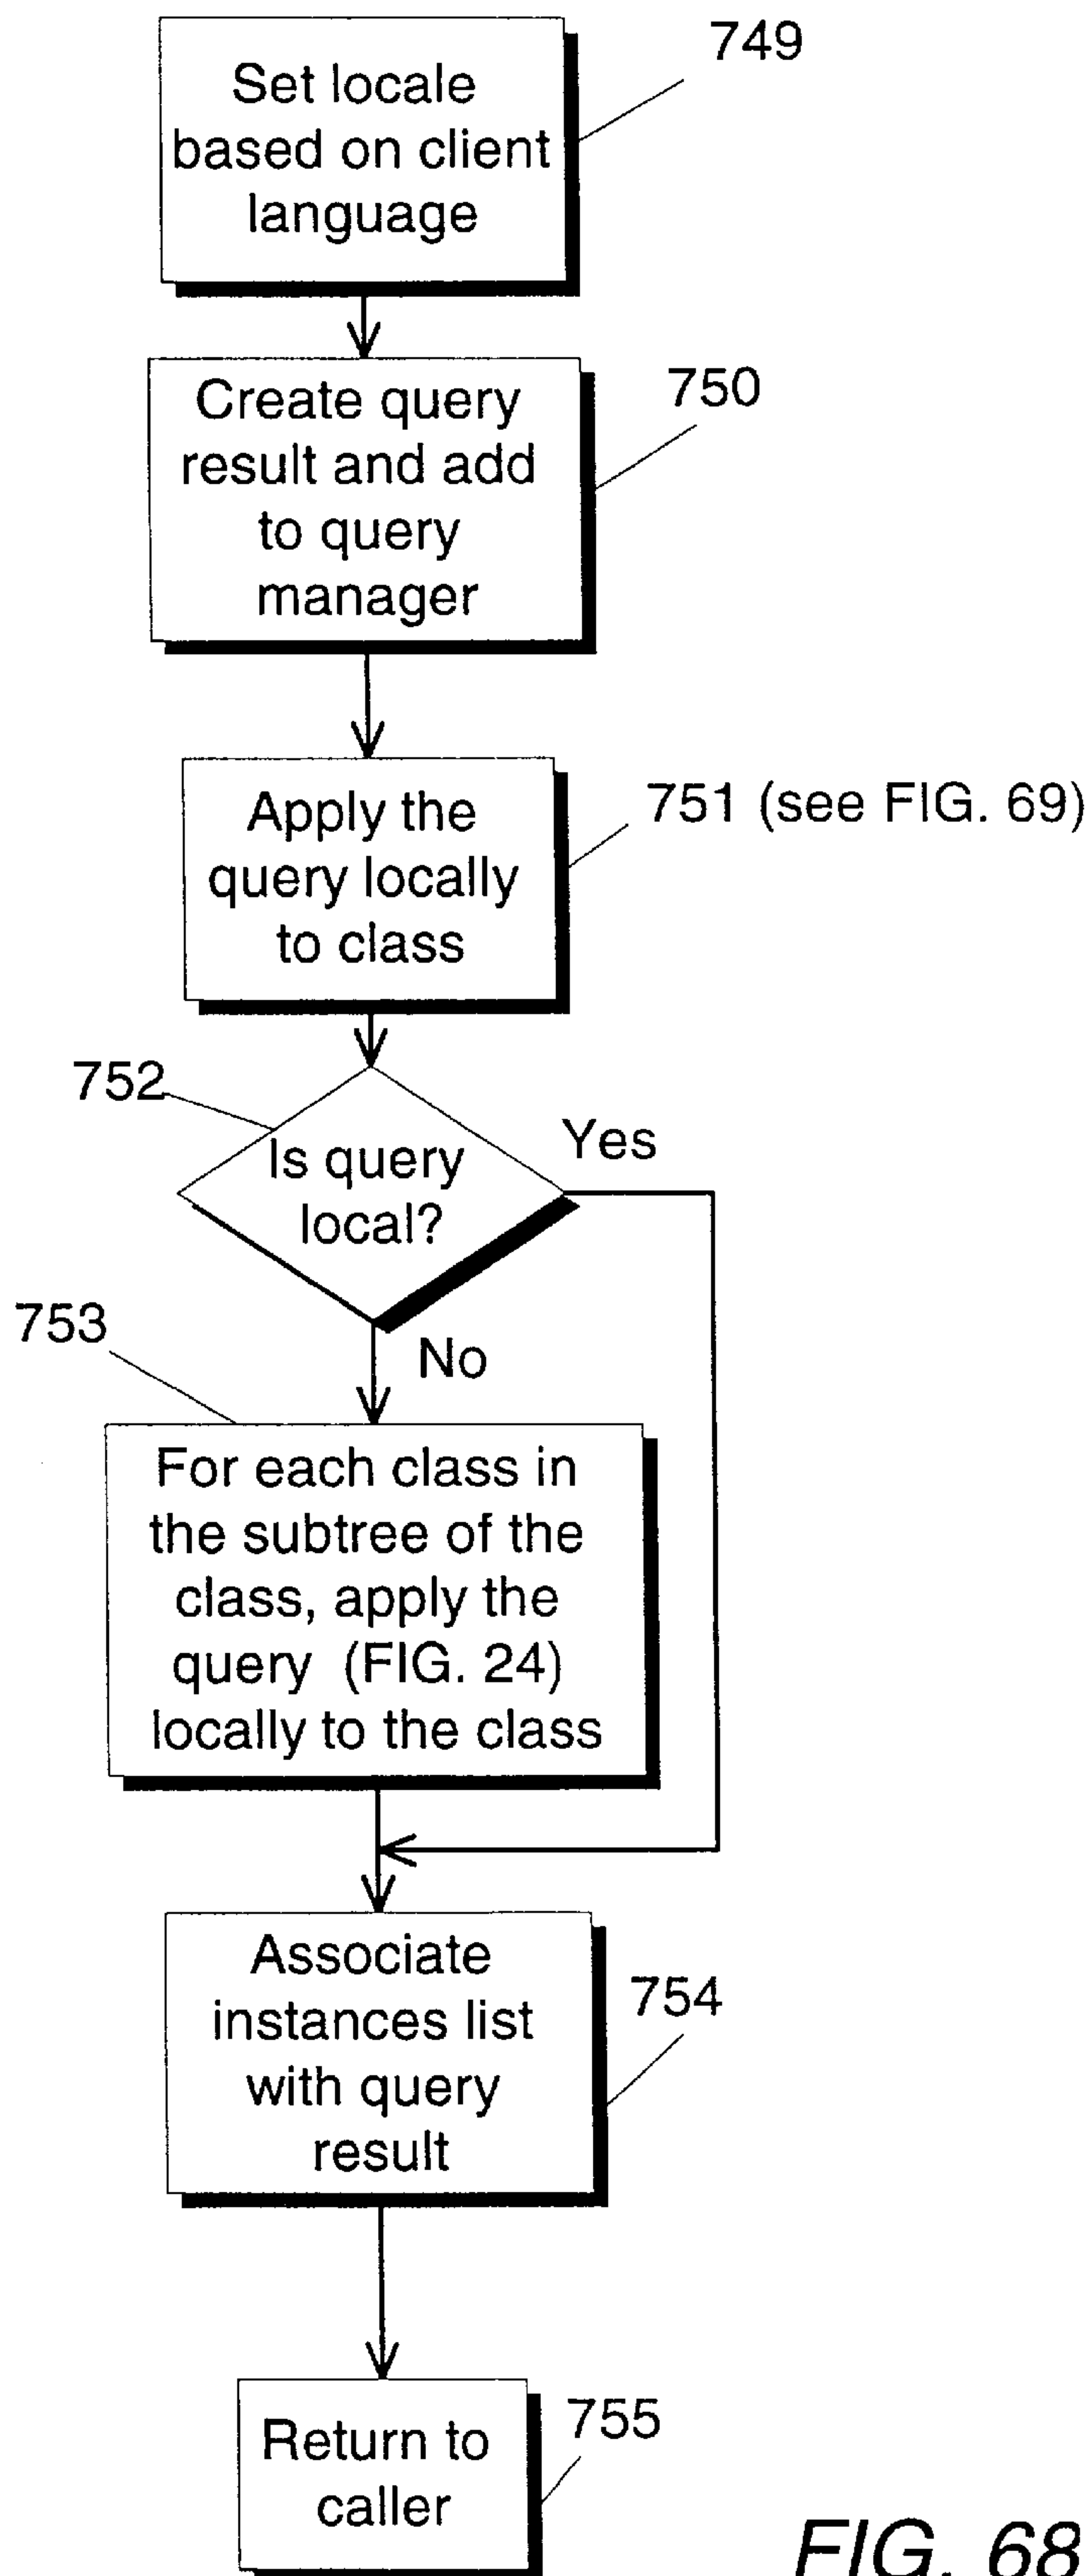 749
Set locale
based on client
language
750
Create query
result and add
to query
manager
751 (see FIG. 69)
Apply the
query locally
to class
752
Is query
local?
Yes
No
753
For each class in
the subtree of the
class, apply the
query (FIG. 24)
locally to the class
754
Associate
instances list
with query
result
755
Return to
caller
FIG. 68